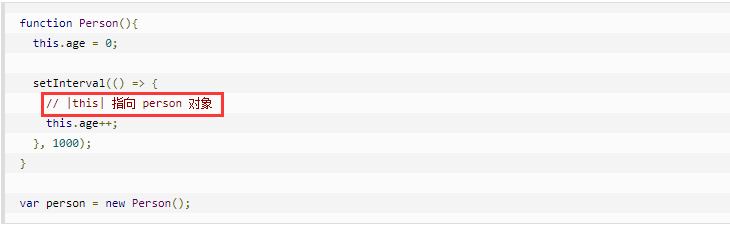 function Person(){
  this.age = 0;

  setInterval(() => {
    // |this| 指向 person 对象
    this.age++;
  }, 1000);
}

var person = new Person();